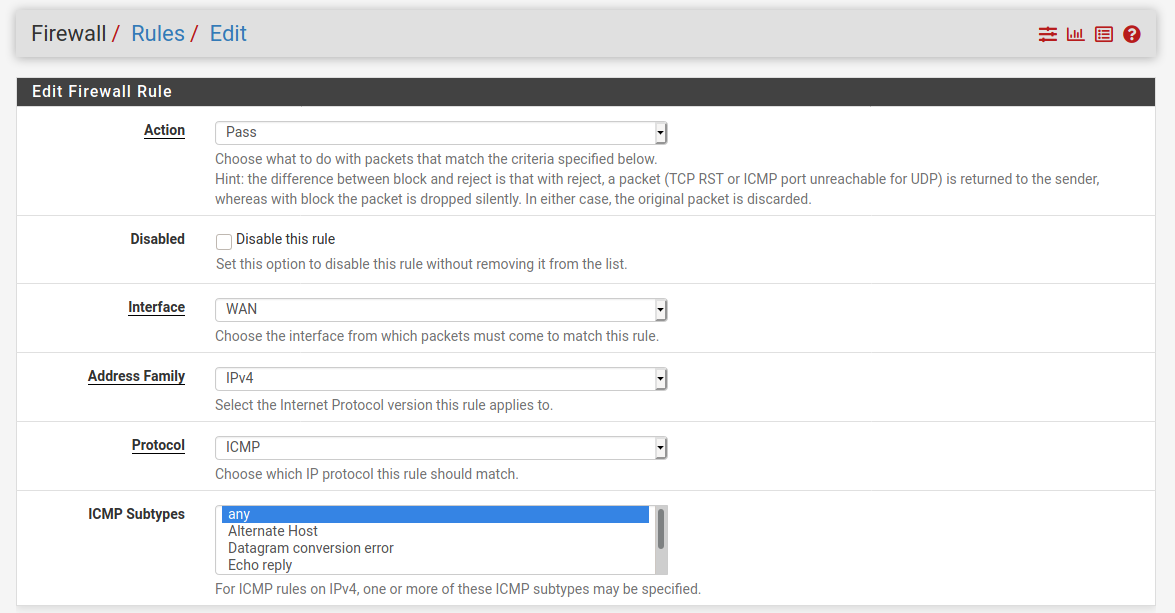 Firewall / Rules / Edit
Edit Firewall Rule
Action
Pass
Choose what to do with packets that match the criteria specified below.
Hint: the difference between block and reject is that with reject, a packet (TCP RST or ICMP port unreachable for UDP) is returned to the sender,
whereas with block the packet is dropped silently. In either case, the original packet is discarded.
Disabled
Disable this rule
Set this option to disable this rule without removing it from the list.
Interface
WAN
Choose the interface from which packets must come to match this rule.
Address Family
IPv4
Select the Internet Protocol version this rule applies to.
Protocol
ICMP
Choose which IP protocol this rule should match.
ICMP Subtypes
any
Alternate Host
Datagram conversion error
Echo reply
For ICMP rules on IPv4, one or more of these ICMP subtypes may be specified.